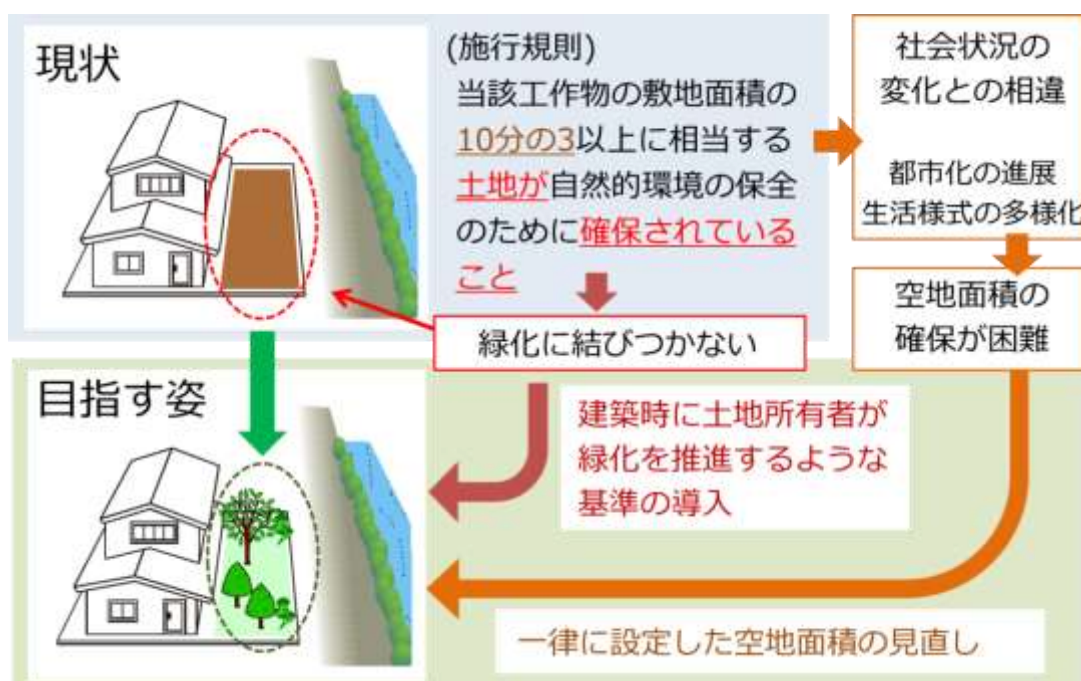 現状
(施行規則)
当該工作物の敷地面積の
10分の3以上に相当する
土地が自然的環境の保全
のために確保されている
こと
社会状況の
変化との相違
都市化の進展
生活様式の多様化
緑化に結びつかない
空地面積の
確保が困難
目指す姿
建築時に土地所有者が
緑化を推進するような
基準の導入
一律に設定した空地面積の見直し